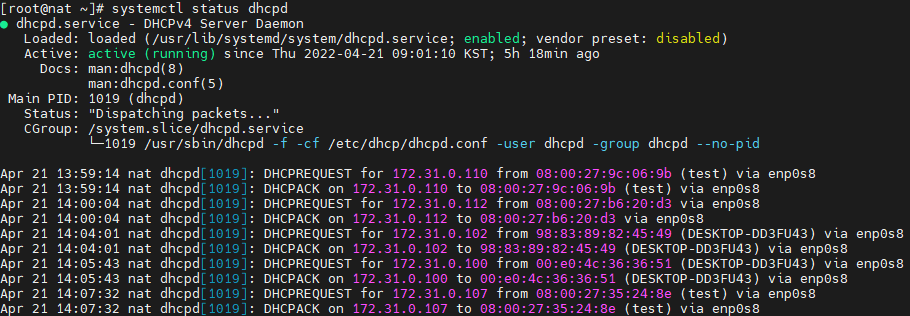 [root@nat ~]# systemctl status dhcpd
● dhcpd.service - DHCPv4 Server Daemon
   Loaded: loaded (/usr/lib/systemd/system/dhcpd.service; enabled; vendor preset: disabled)
   Active: active (running) since Thu 2022-04-21 09:01:10 KST; 5h 18min ago
     Docs: man:dhcpd(8)
           man:dhcpd.conf(5)
 Main PID: 1019 (dhcpd)
   Status: "Dispatching packets..."
   CGroup: /system.slice/dhcpd.service
           └─1019 /usr/sbin/dhcpd -f -cf /etc/dhcp/dhcpd.conf -user dhcpd -group dhcpd --no-pid
Apr 21 13:59:14 nat dhcpd[1019]: DHCPREQUEST for 172.31.0.110 from 08:00:27:9c:06:9b (test) via enp0s8
Apr 21 13:59:14 nat dhcpd[1019]: DHCPACK on 172.31.0.110 to 08:00:27:9c:06:9b (test) via enp0s8
Apr 21 14:00:04 nat dhcpd[1019]: DHCPREQUEST for 172.31.0.112 from 08:00:27:b6:20:d3 via enp0s8
Apr 21 14:00:04 nat dhcpd[1019]: DHCPACK on 172.31.0.112 to 08:00:27:b6:20:d3 via enp0s8
Apr 21 14:04:01 nat dhcpd[1019]: DHCPREQUEST for 172.31.0.102 from 98:83:89:82:45:49 (DESKTOP-DD3FU43) via enp0s8
Apr 21 14:04:01 nat dhcpd[1019]: DHCPACK on 172.31.0.102 to 98:83:89:82:45:49 (DESKTOP-DD3FU43) via enp0s8
Apr 21 14:05:43 nat dhcpd[1019]: DHCPREQUEST for 172.31.0.100 from 00:e0:4c:36:36:51 (DESKTOP-DD3FU43) via enp0s8
Apr 21 14:05:43 nat dhcpd[1019]: DHCPACK on 172.31.0.100 to 00:e0:4c:36:36:51 (DESKTOP-DD3FU43) via enp0s8
Apr 21 14:07:32 nat dhcpd[1019]: DHCPREQUEST for 172.31.0.107 from 08:00:27:35:24:8e (test) via enp0s8
Apr 21 14:07:32 nat dhcpd[1019]: DHCPACK on 172.31.0.107 to 08:00:27:35:24:8e (test) via enp0s8